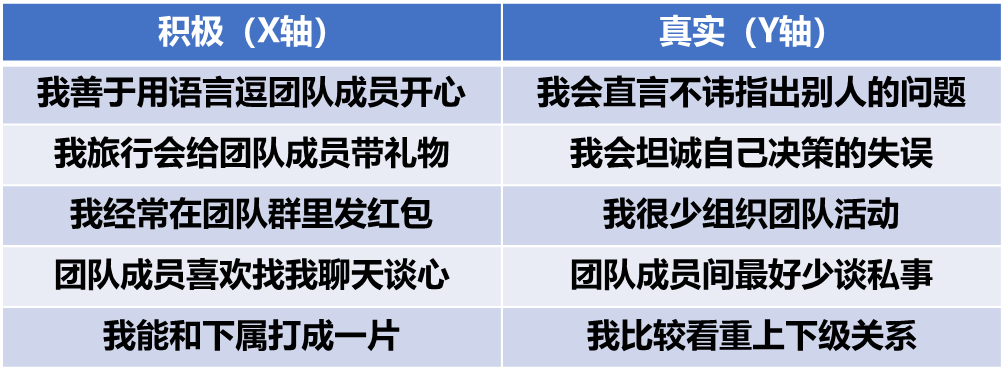 积极（X轴） 真实（Y轴）
我善于用语言逗团队成员开心 我会直言不讳指出别人的问题
我旅行会给团队成员带礼物 我会坦诚自己决策的失误
我经常在团队群里发红包 我很少组织团队活动
团队成员喜欢找我聊天谈心 团队成员间最好少谈私事
我能和下属打成一片 我比较看重上下级关系